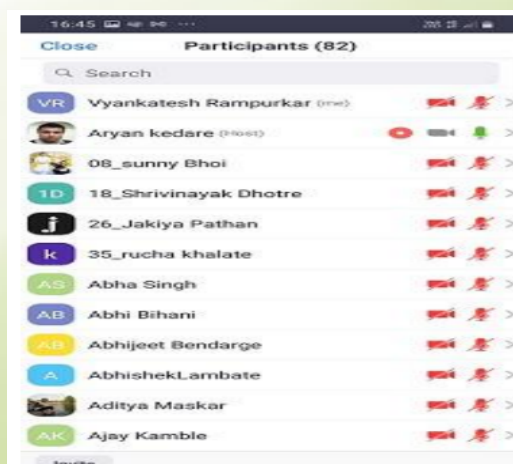 16:45
Close Participants (82)
Search
VR Vyankatesh Rampurkar (me)
Aryan kedare (Host)
08_sunny Bhoi
1D 18_Shrivinayak Dhotre
j 26_Jakiya Pathan
k 35_rucha khalate
AS Abha Singh
AB Abhi Bihani
AB Abhijeet Bendarge
A AbhishekLambate
Aditya Maskar
AK Ajay Kamble
Invite